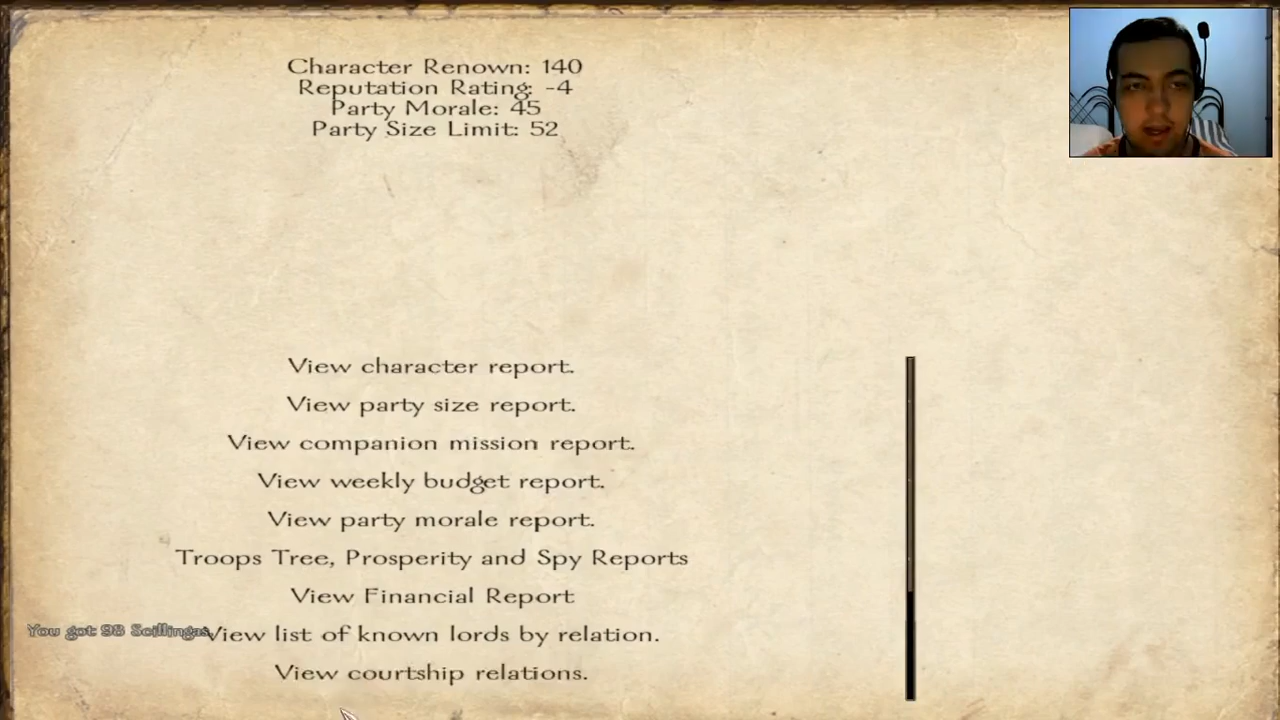 Character Renown: 140
Reputation Rating: -4
Party Morale: 45
Party Size Limit: 52
View character report.
View party size report.
View companion mission report.
View weekly budget report.
View party morale report.
Troops Tree, Prosperity and Spy Reports
View Financial Report
You got 98 Scillingas.
View list of known lords by relation.
View courtship relations.